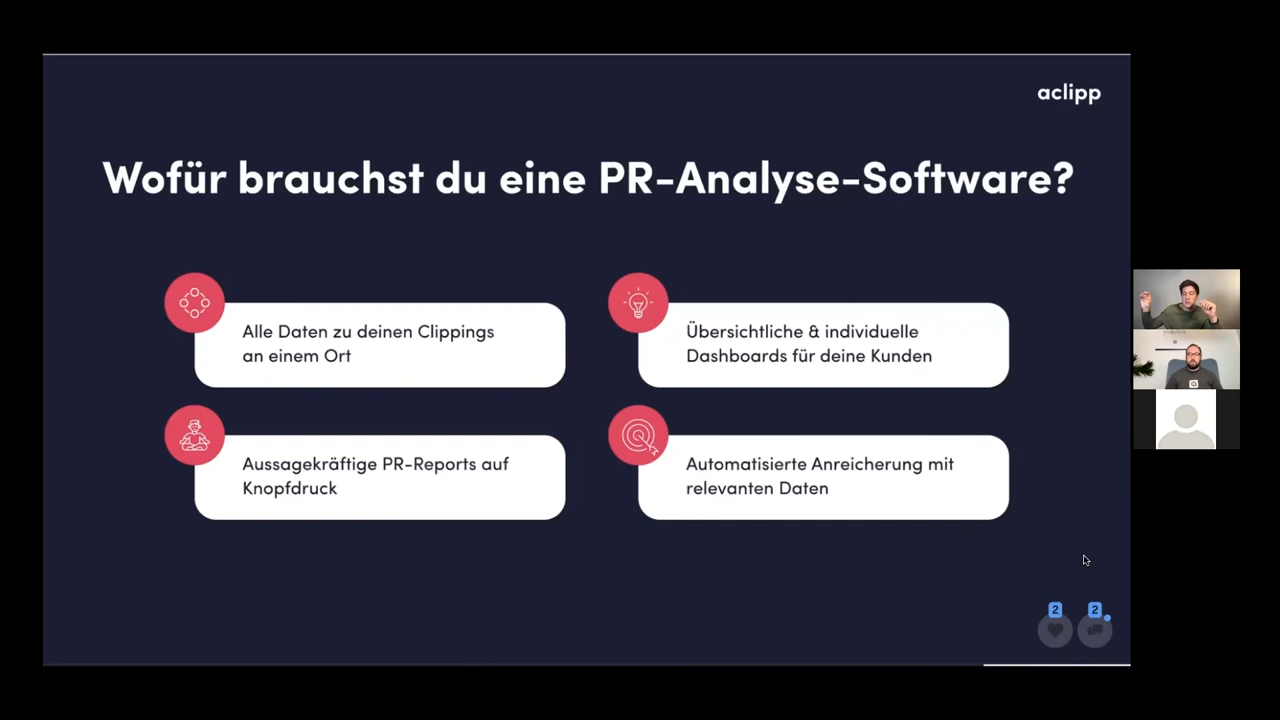 aclipp
Wofür brauchst du eine PR-Analyse-Software?
Alle Daten zu deinen Clippings
an einem Ort
Übersichtliche & individuelle
Dashboards für deine Kunden
Aussagekräftige PR-Reports auf
Knopfdruck
Automatisierte Anreicherung mit
relevanten Daten
2
2